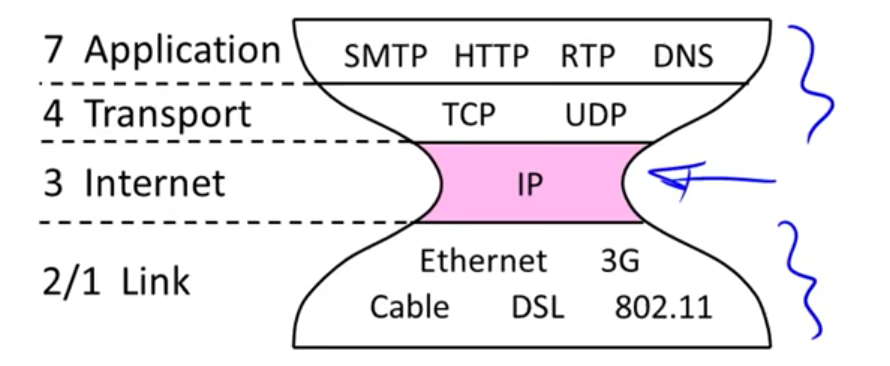 7 Application SMTP HTTP RTP DNS
4 Transport TCP UDP
3 Internet IP
Ethernet 3G
2/1 Link
Cable DSL 802.11